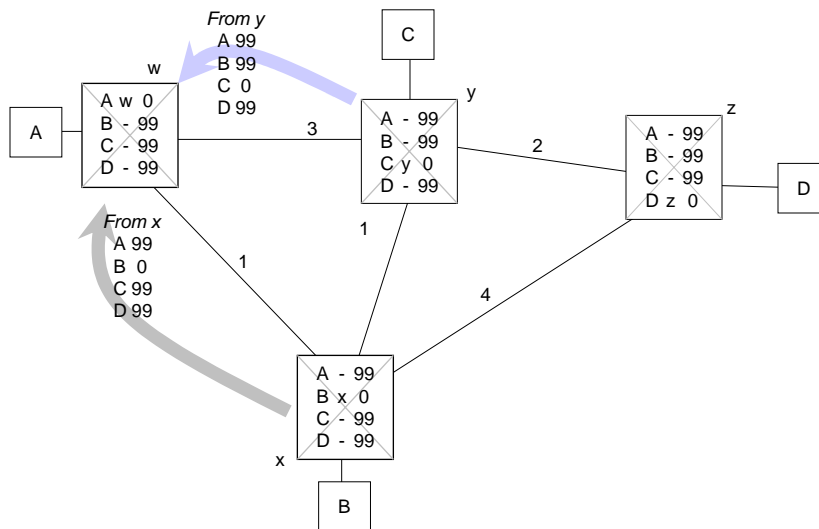 From y
A 99
B 99
C 0
D 99
C
w
y
z
A
A w 0
B - 99
C - 99
D - 99
3
A - 99
B - 99
C y 0
D - 99
2
A - 99
B - 99
C - 99
D z 0
D
From x
A 99
B 0
C 99
D 99
1
1
4
A - 99
B x 0
C - 99
D - 99
x
B